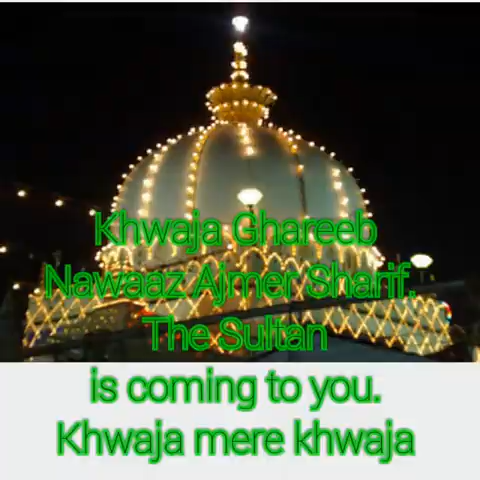 Khwaja Ghareeb
Nawaaz Ajmer Sharif.
The Sultan
is coming to you.
Khwaja mere khwaja